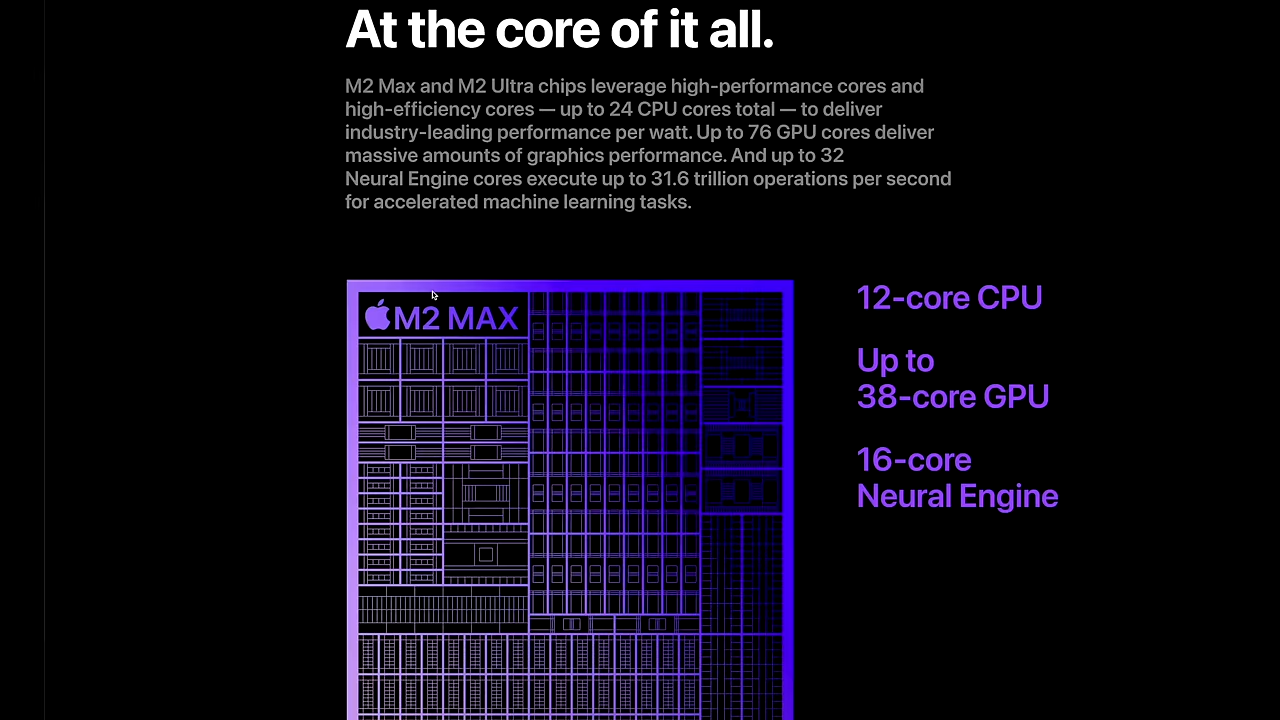 At the core of it all.
M2 Max and M2 Ultra chips leverage high-performance cores and
high-efficiency cores — up to 24 CPU cores total — to deliver
industry-leading performance per watt. Up to 76 GPU cores deliver
massive amounts of graphics performance. And up to 32
Neural Engine cores execute up to 31.6 trillion operations per second
for accelerated machine learning tasks.
M2 MAX
12-core CPU
Up to
38-core GPU
16-core
Neural Engine